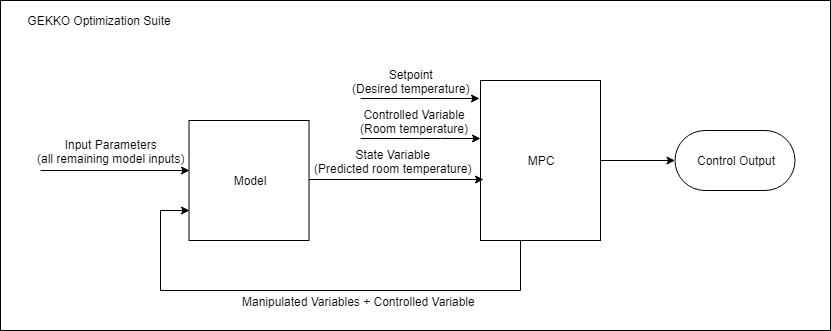 GEKKO Optimization Suite
Setpoint
(Desired temperature)
Controlled Variable
(Room temperature)
Input Parameters
(all remaining model inputs)
State Variable
(Predicted room temperature)
Model
MPC
Control Output
Manipulated Variables + Controlled Variable